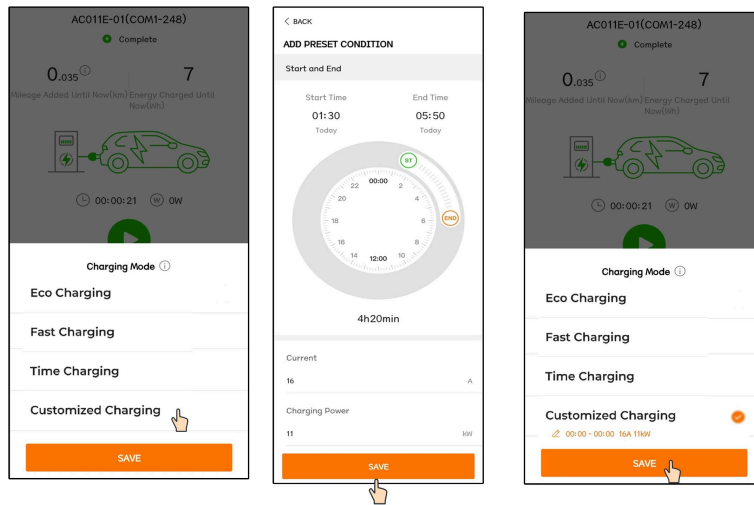 AC011E-01(COM1-248)
Complete
0.035 ⓘ
7
Mileage Added Until Now(km)
Energy Charged Until Now(Wh)
00:00:21
W 0W
Charging Mode ⓘ
Eco Charging
Fast Charging
Time Charging
Customized Charging
SAVE
< BACK
ADD PRESET CONDITION
Start and End
Start Time
End Time
01:30
05:50
Today
Today
ST
END
00:00
2
4
6
8
10
12:00
14
16
18
20
22
4h20min
Current
16
A
Charging Power
11
kW
SAVE
AC011E-01(COM1-248)
Complete
0.035 ⓘ
7
Mileage Added Until Now(km)
Energy Charged Until Now(Wh)
00:00:21
W 0W
Charging Mode ⓘ
Eco Charging
Fast Charging
Time Charging
Customized Charging
00:00 - 00:00 16A 11kW
SAVE